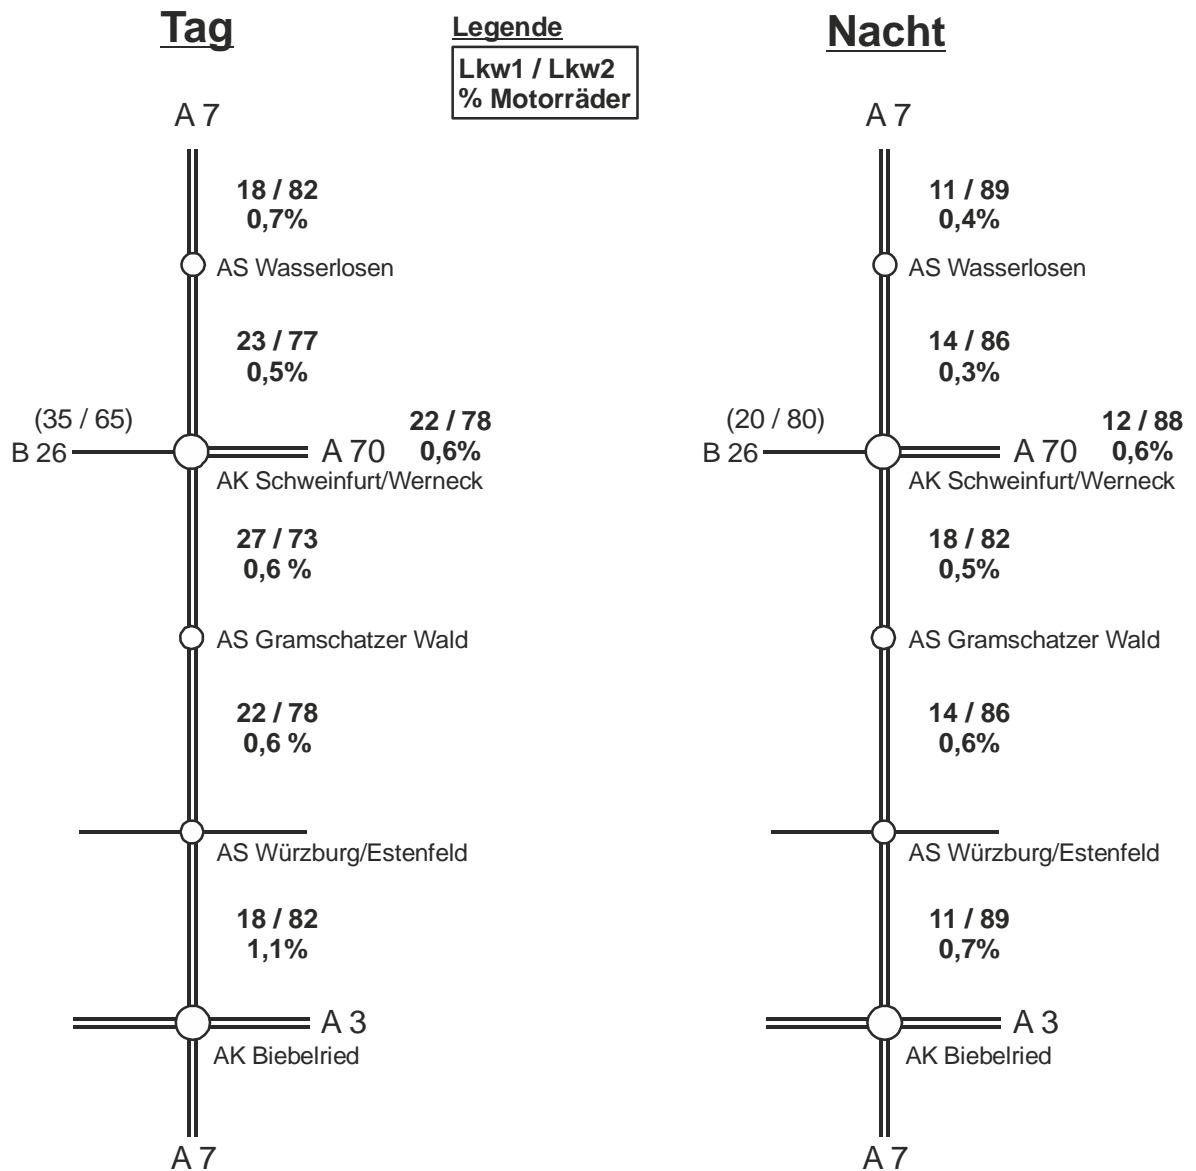 Tag
Legende
Lkw1 / Lkw2
% Motorräder
Nacht
A 7
18 / 82
0,7%
AS Wasserlosen
23 / 77
0,5%
(35 / 65)
B 26
A 70
22 / 78
0,6%
AK Schweinfurt/Werneck
27 / 73
0,6 %
AS Gramschatzer Wald
22 / 78
0,6 %
AS Würzburg/Estenfeld
18 / 82
1,1%
A 3
AK Biebelried
A 7
A 7
11 / 89
0,4%
AS Wasserlosen
14 / 86
0,3%
(20 / 80)
B 26
A 70
12 / 88
0,6%
AK Schweinfurt/Werneck
18 / 82
0,5%
AS Gramschatzer Wald
14 / 86
0,6%
AS Würzburg/Estenfeld
11 / 89
0,7%
A 3
AK Biebelried
A 7